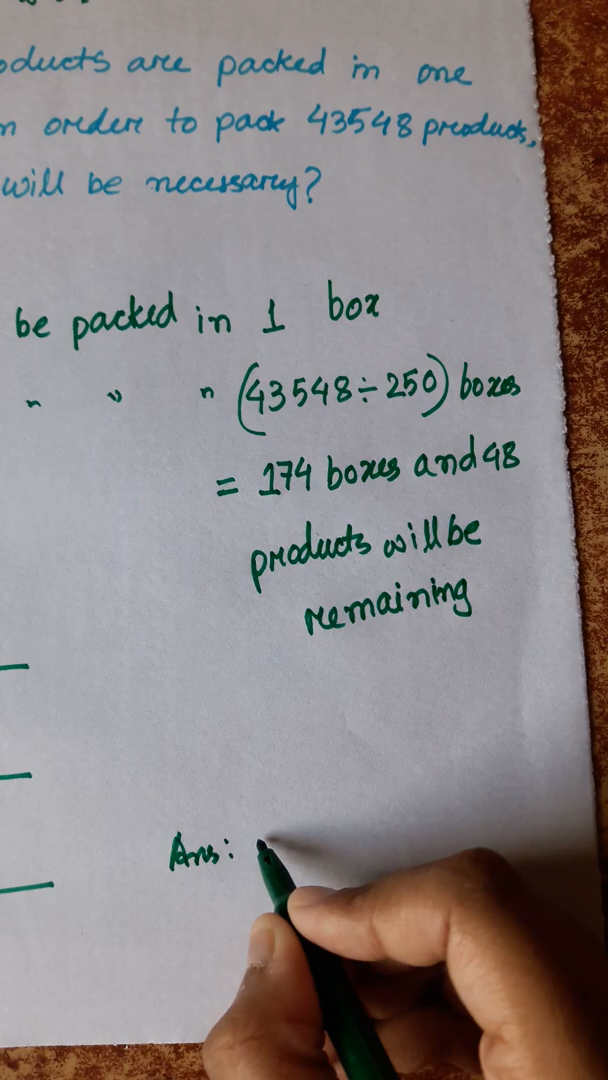 oducts are packed in one
n order to pack 43548 products,
will be necessary?
be packed in 1 box
" " " (43548÷250) boxes
= 174 boxes and 48
products will be
remaining
Ans: